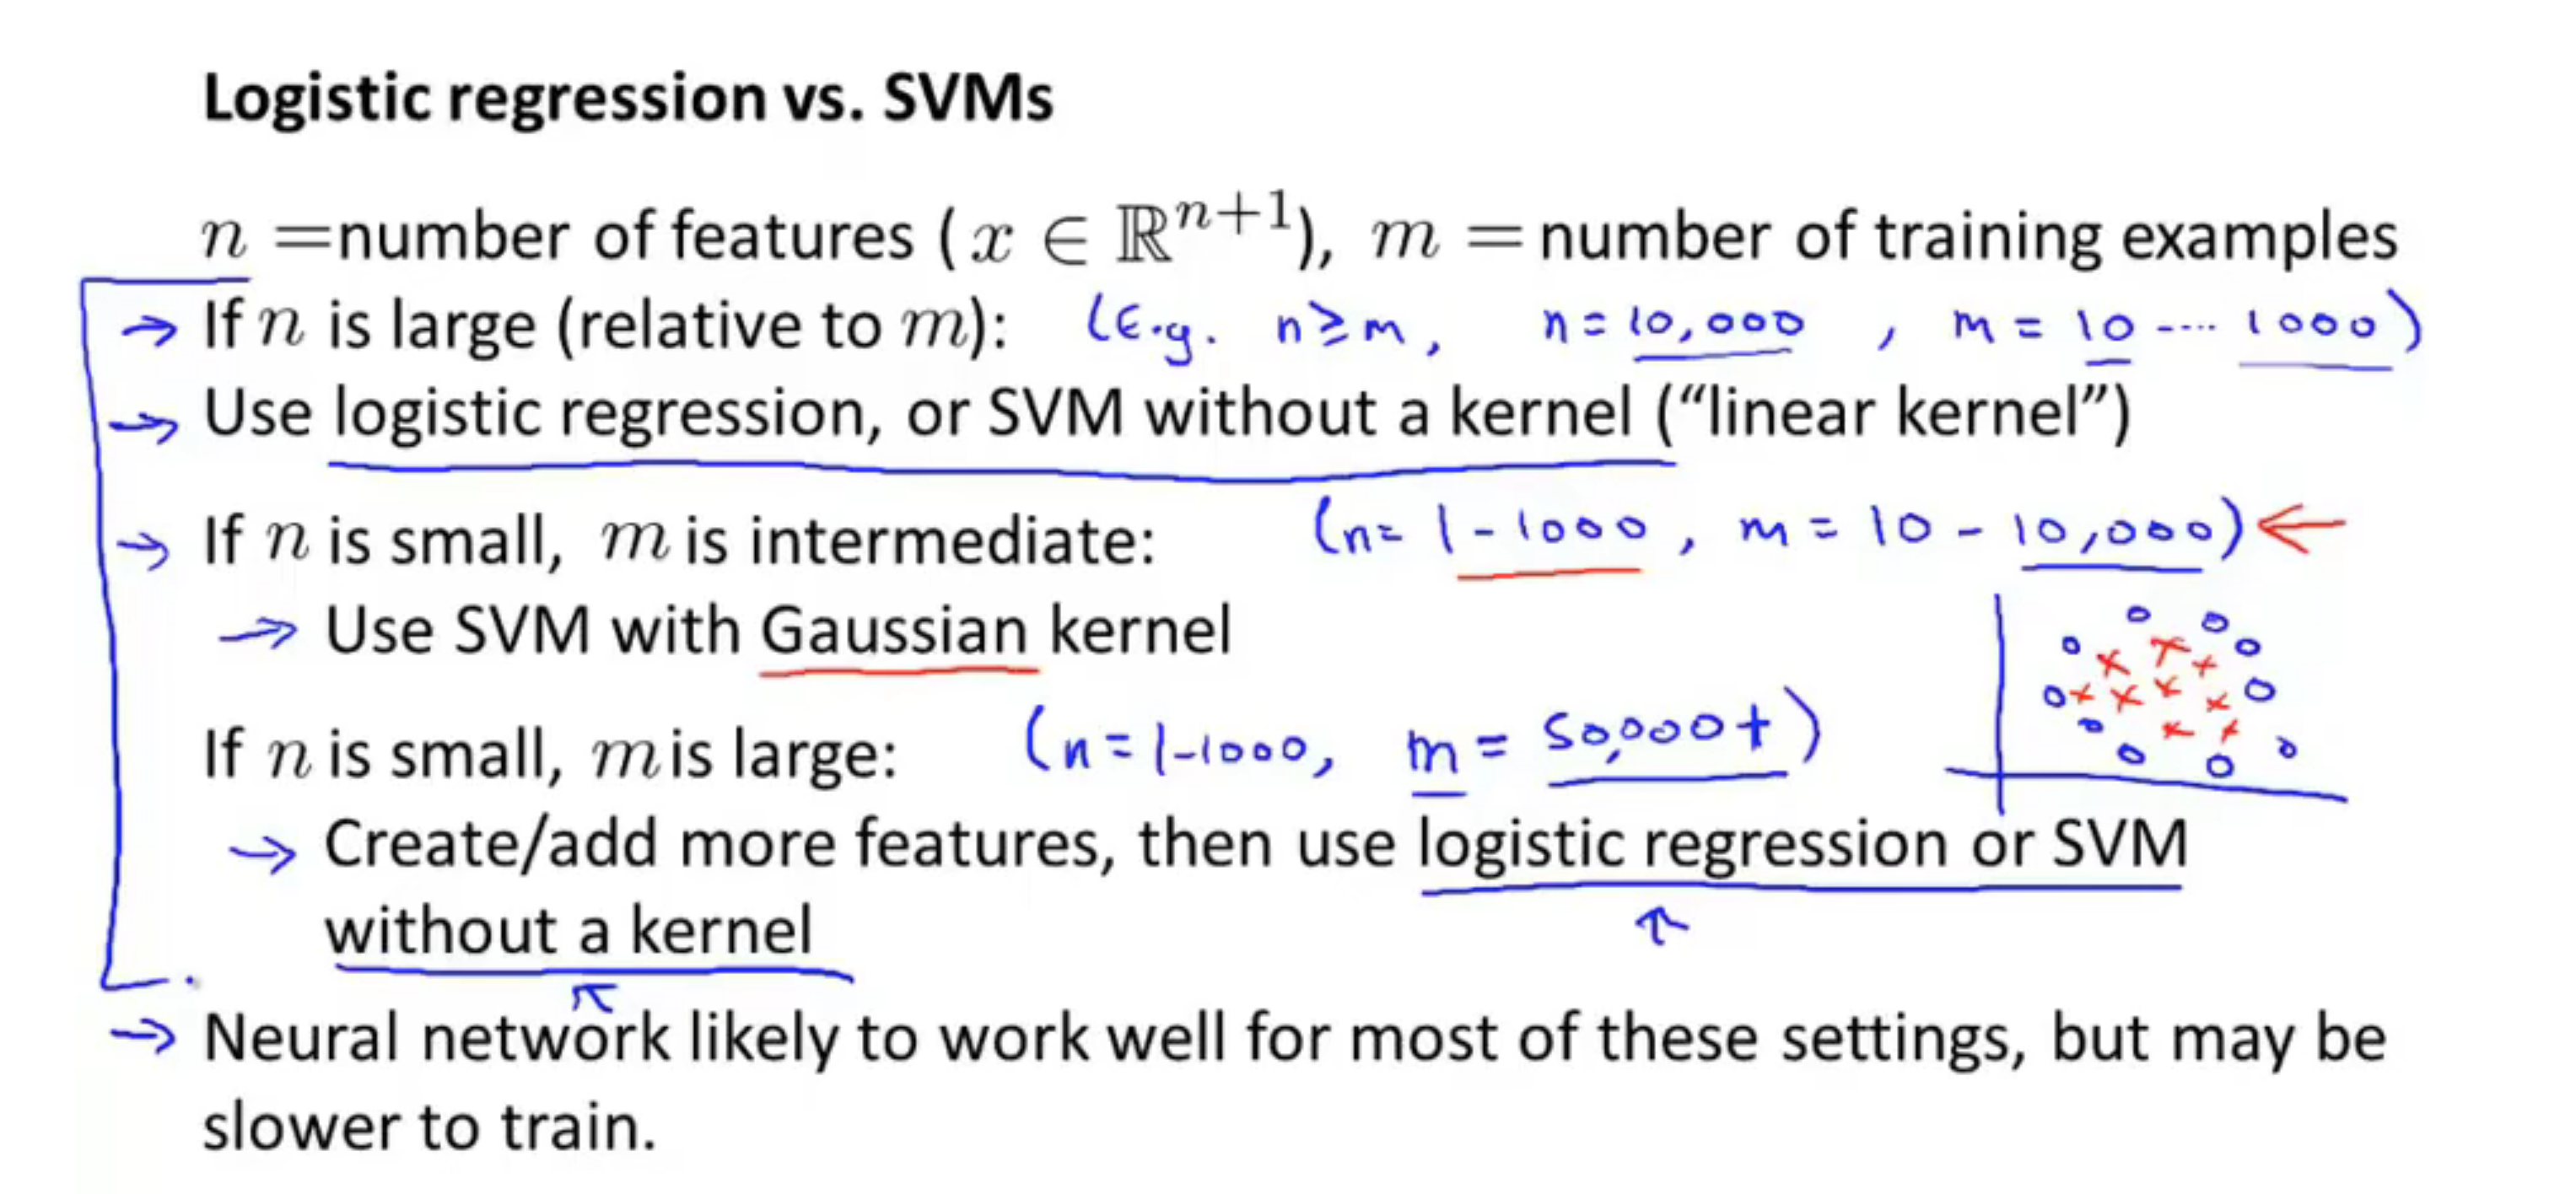 Logistic regression vs. SVMs
n =number of features (x ∈ ℝⁿ⁺¹), m =number of training examples
→ If n is large (relative to m): (E.g. n ≥ m, n = 10,000 , m = 10 ---- 1000)
→ Use logistic regression, or SVM without a kernel (“linear kernel”)
→ If n is small, m is intermediate: (n= 1 - 1000 , m = 10 - 10,000) ←
→ Use SVM with Gaussian kernel
If n is small, m is large: (n = 1-1000, m = 50,000+)
→ Create/add more features, then use logistic regression or SVM
without a kernel
→ Neural network likely to work well for most of these settings, but may be
slower to train.